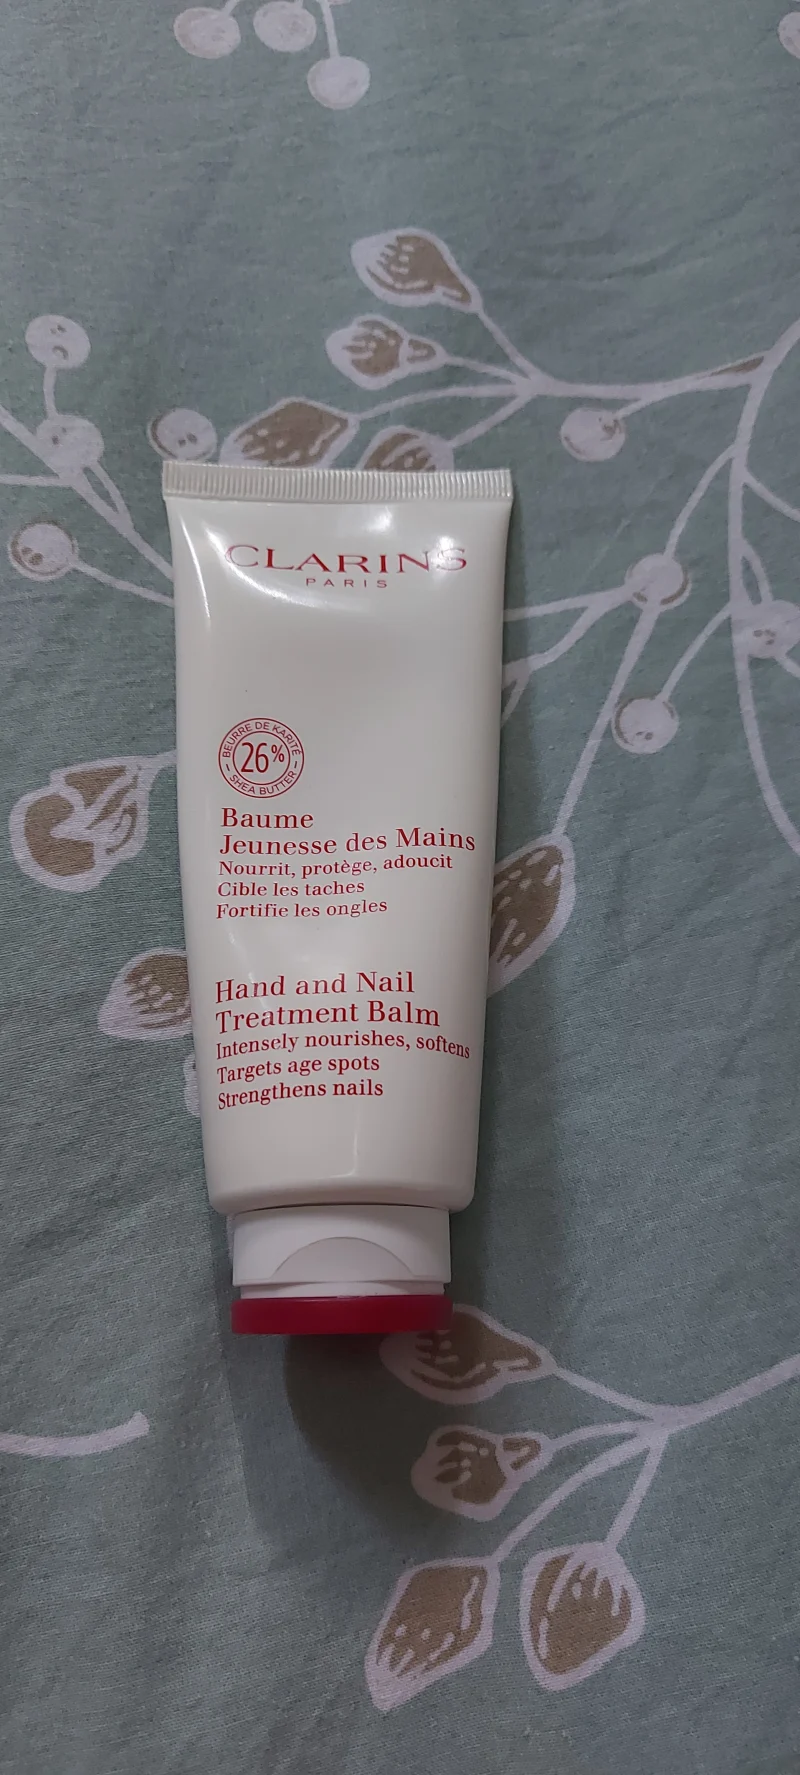 CLARINS
PARIS
BEURRE DE KARITÉ
26%
SHEA BUTTER
Baume
Jeunesse des Mains
Nourrit, protège, adoucit
Cible les taches
Fortifie les ongles
Hand and Nail
Treatment Balm
Intensely nourishes, softens
Targets age spots
Strengthens nails